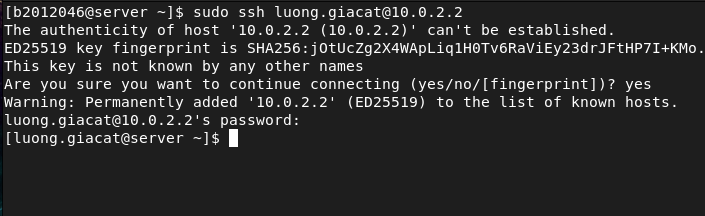 [b2012046@server ~]$ sudo ssh luong.giacat@10.0.2.2
The authenticity of host '10.0.2.2 (10.0.2.2)' can't be established.
ED25519 key fingerprint is SHA256:jOtUcZg2X4WApLiq1H0Tv6RaViEy23drJFtHP7I+KMo.
This key is not known by any other names
Are you sure you want to continue connecting (yes/no/[fingerprint])? yes
Warning: Permanently added '10.0.2.2' (ED25519) to the list of known hosts.
luong.giacat@10.0.2.2's password:
[luong.giacat@server ~]$